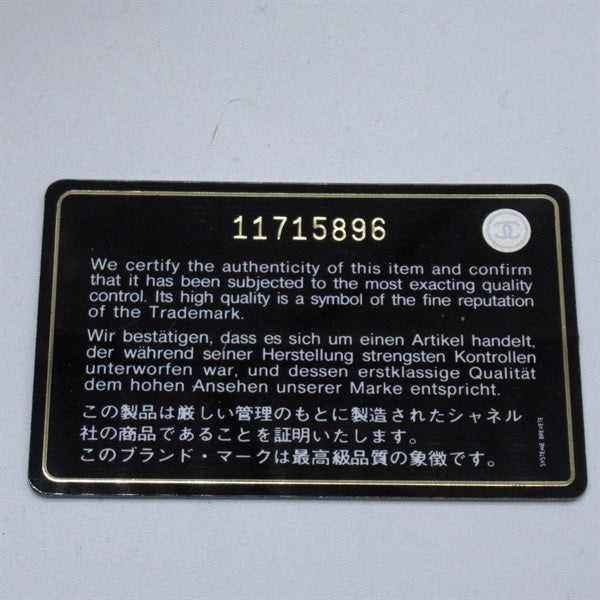 11715896
We certify the authenticity of this item and confirm
that it has been subjected to the most exacting quality
control. Its high quality is a symbol of the fine reputation
of the Trademark.
Wir bestätigen, dass es sich um einen Artikel handelt,
der während seiner Herstellung strengsten Kontrollen
unterworfen war, und dessen erstklassige Qualität
dem hohen Ansehen unserer Marke entspricht.
この製品は厳しい管理のもとに製造されたシャネル
社の商品であることを証明いたします。
このブランド・マークは最高級品質の象徴です。
SYSTEME BREVETE